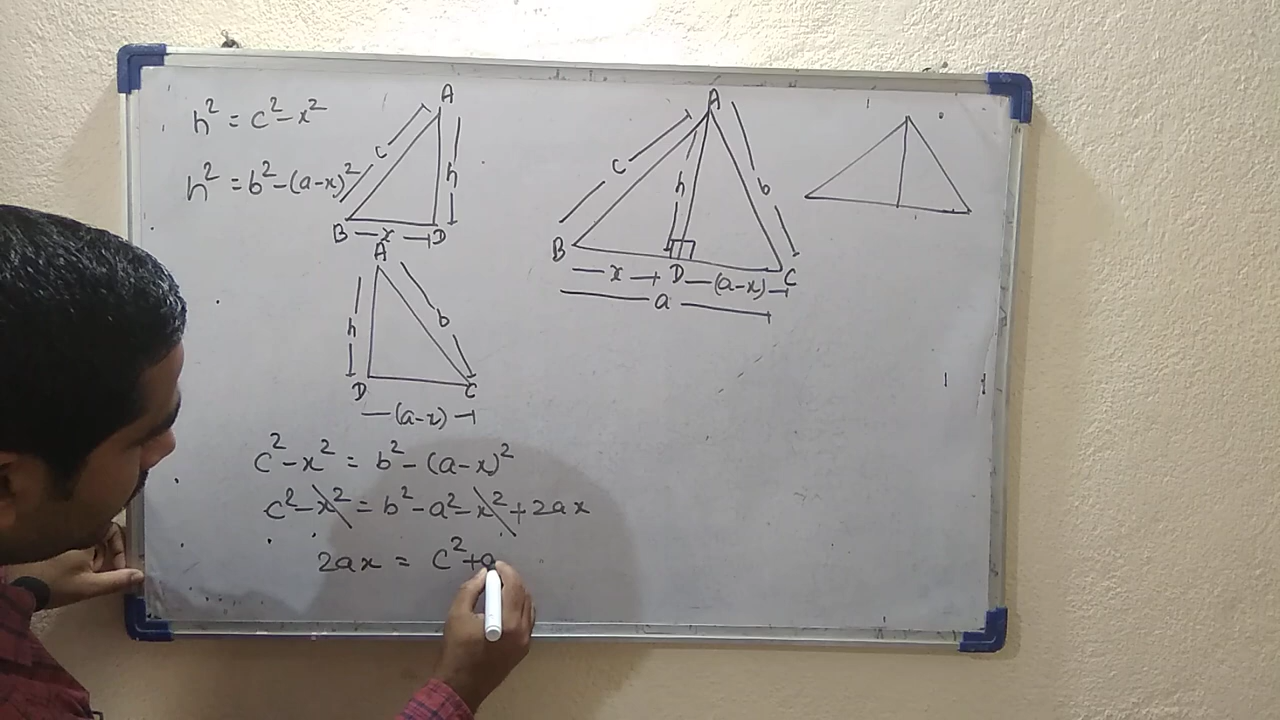 h² = c² - x²
h² = b² - (a-x)²
A
c
h
B x D
A
h
b
D
C
(a-x)
A
c
h
b
B
x D (a-x) C
a
c² - x² = b² - (a-x)²
c² - x² = b² - a² - x² + 2ax
2ax = c² + a